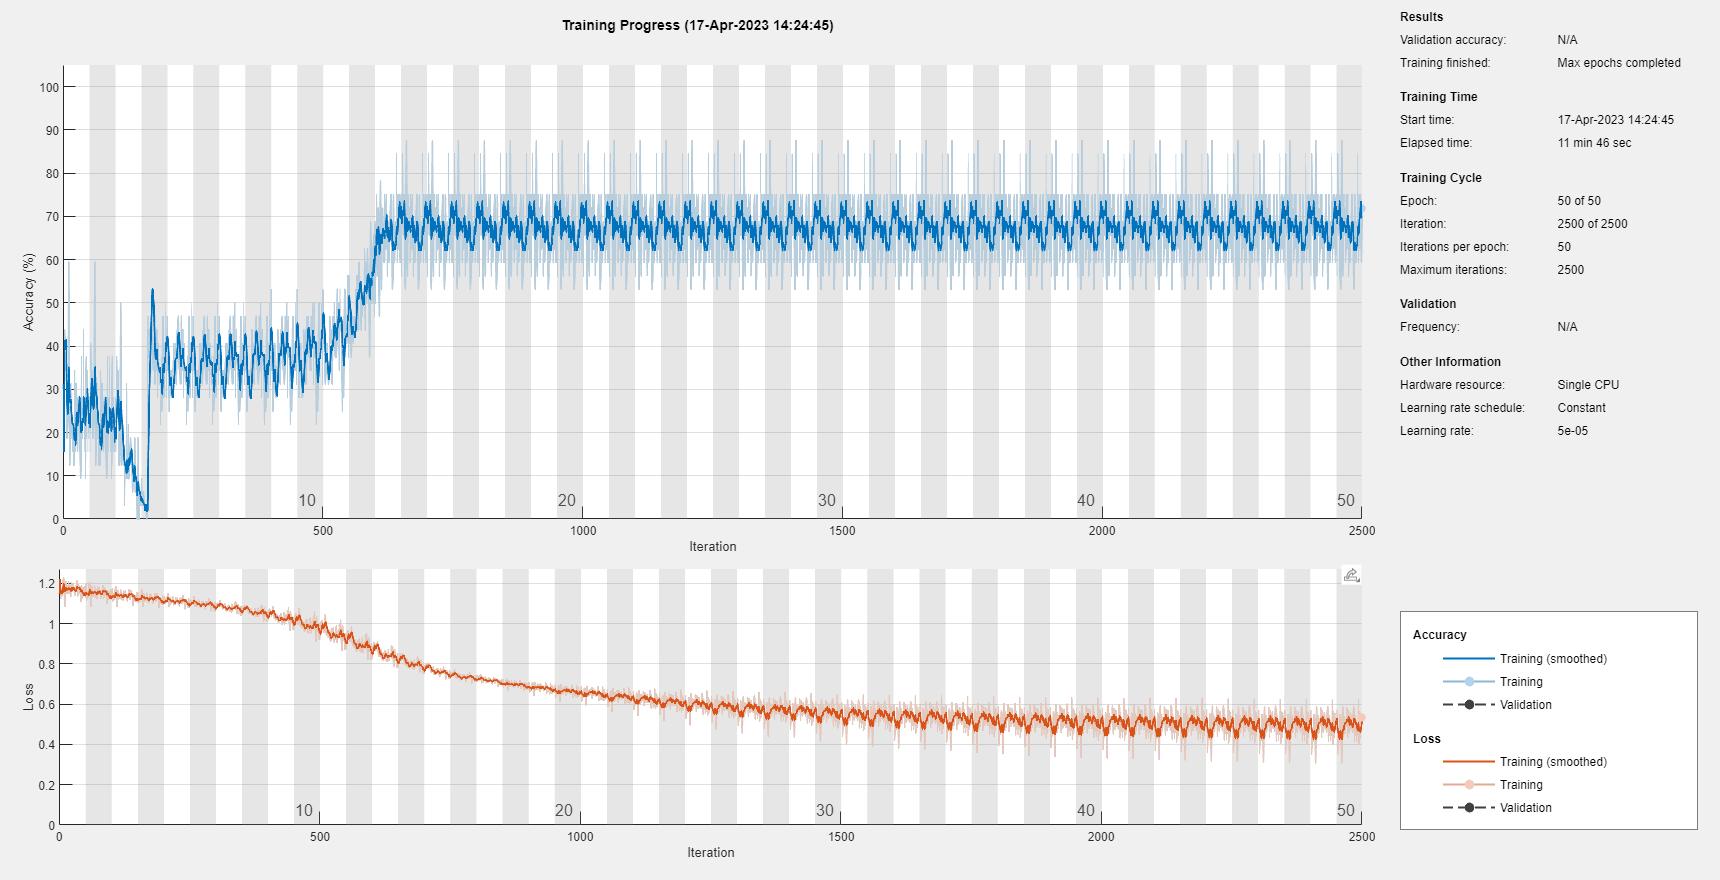 Training Progress (17-Apr-2023 14:24:45)
100
90
80
70
60
50
40
30
20
10
0
Accuracy (%)
10
20
30
40
50
0
500
1000
1500
2000
2500
Iteration
1.2
1
0.8
0.6
0.4
0.2
0
Loss
10
20
30
40
50
0
500
1000
1500
2000
2500
Iteration
Results
Validation accuracy: N/A
Training finished: Max epochs completed
Training Time
Start time: 17-Apr-2023 14:24:45
Elapsed time: 11 min 46 sec
Training Cycle
Epoch: 50 of 50
Iteration: 2500 of 2500
Iterations per epoch: 50
Maximum iterations: 2500
Validation
Frequency: N/A
Other Information
Hardware resource: Single CPU
Learning rate schedule: Constant
Learning rate: 5e-05
Accuracy
Training (smoothed)
Training
Validation
Loss
Training (smoothed)
Training
Validation